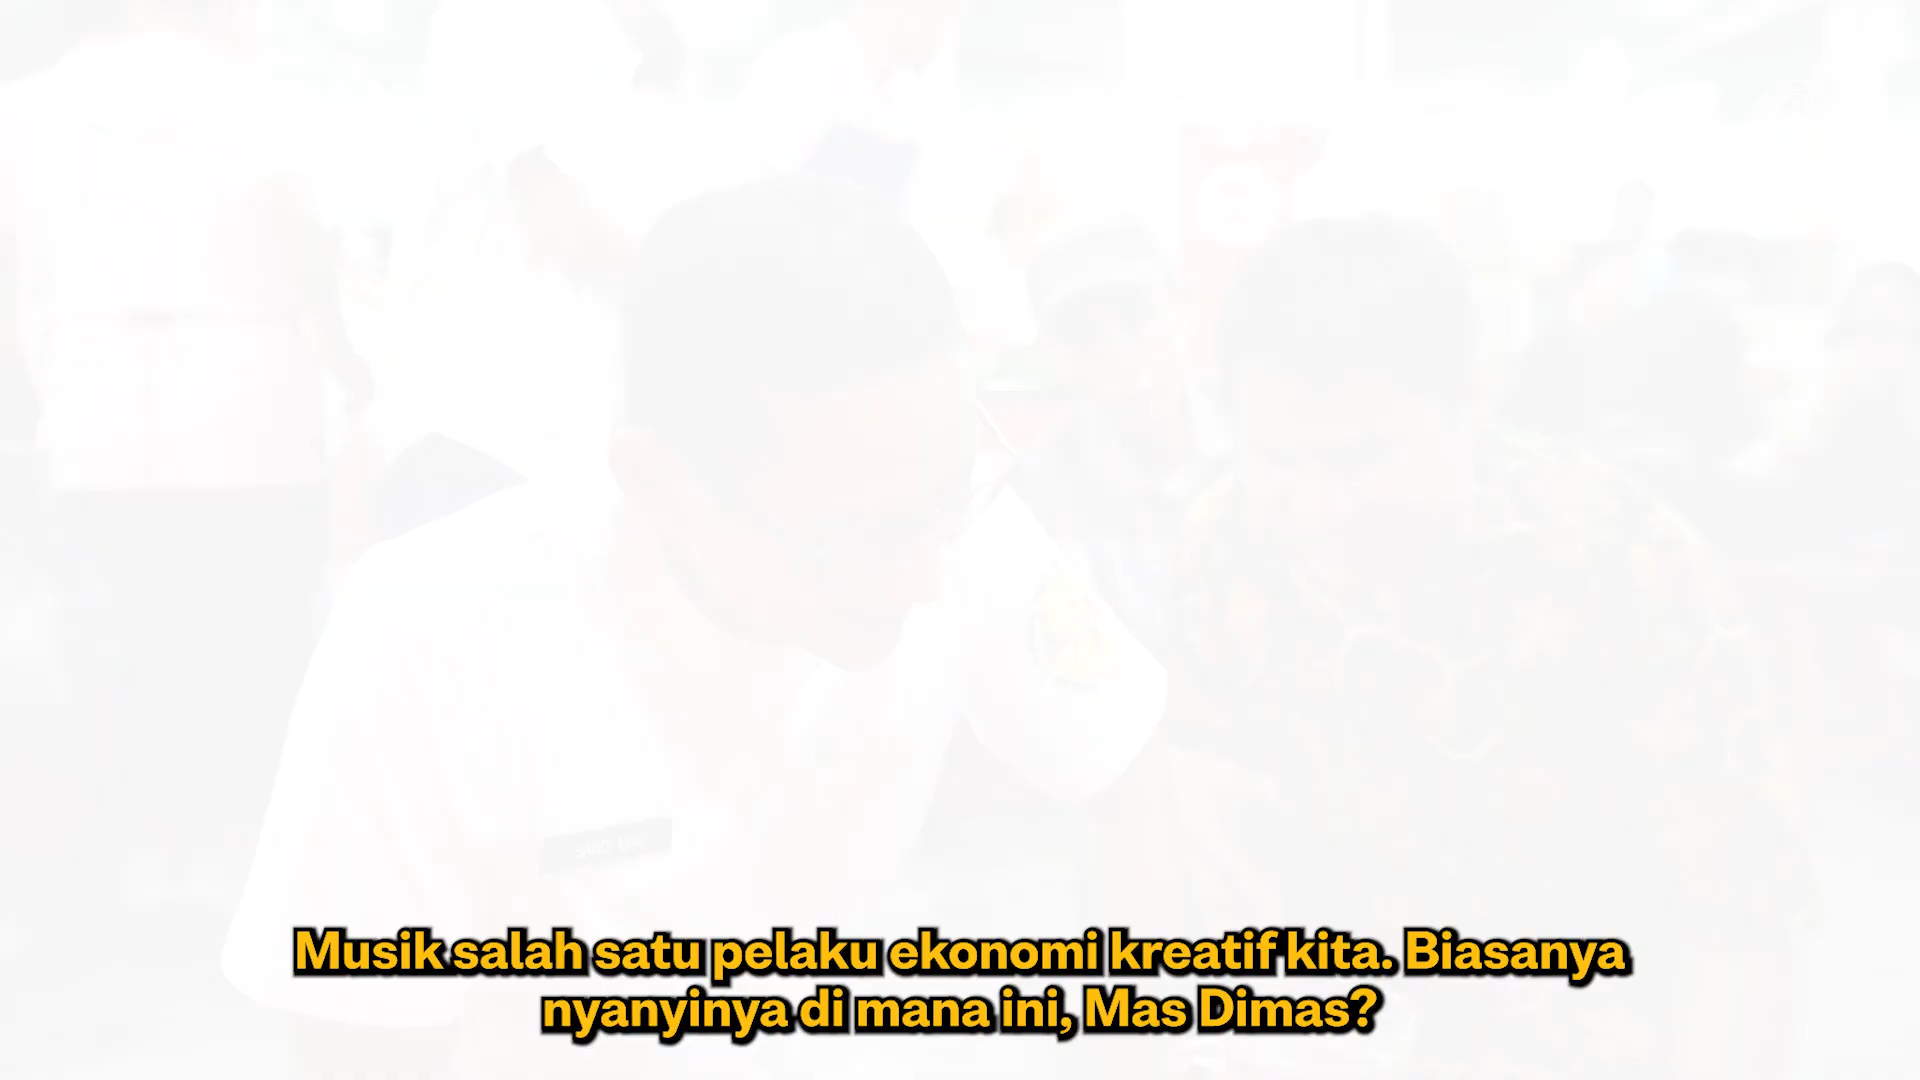 Musik salah satu pelaku ekonomi kreatif kita. Biasanya
nyanyinya di mana ini, Mas Dimas?